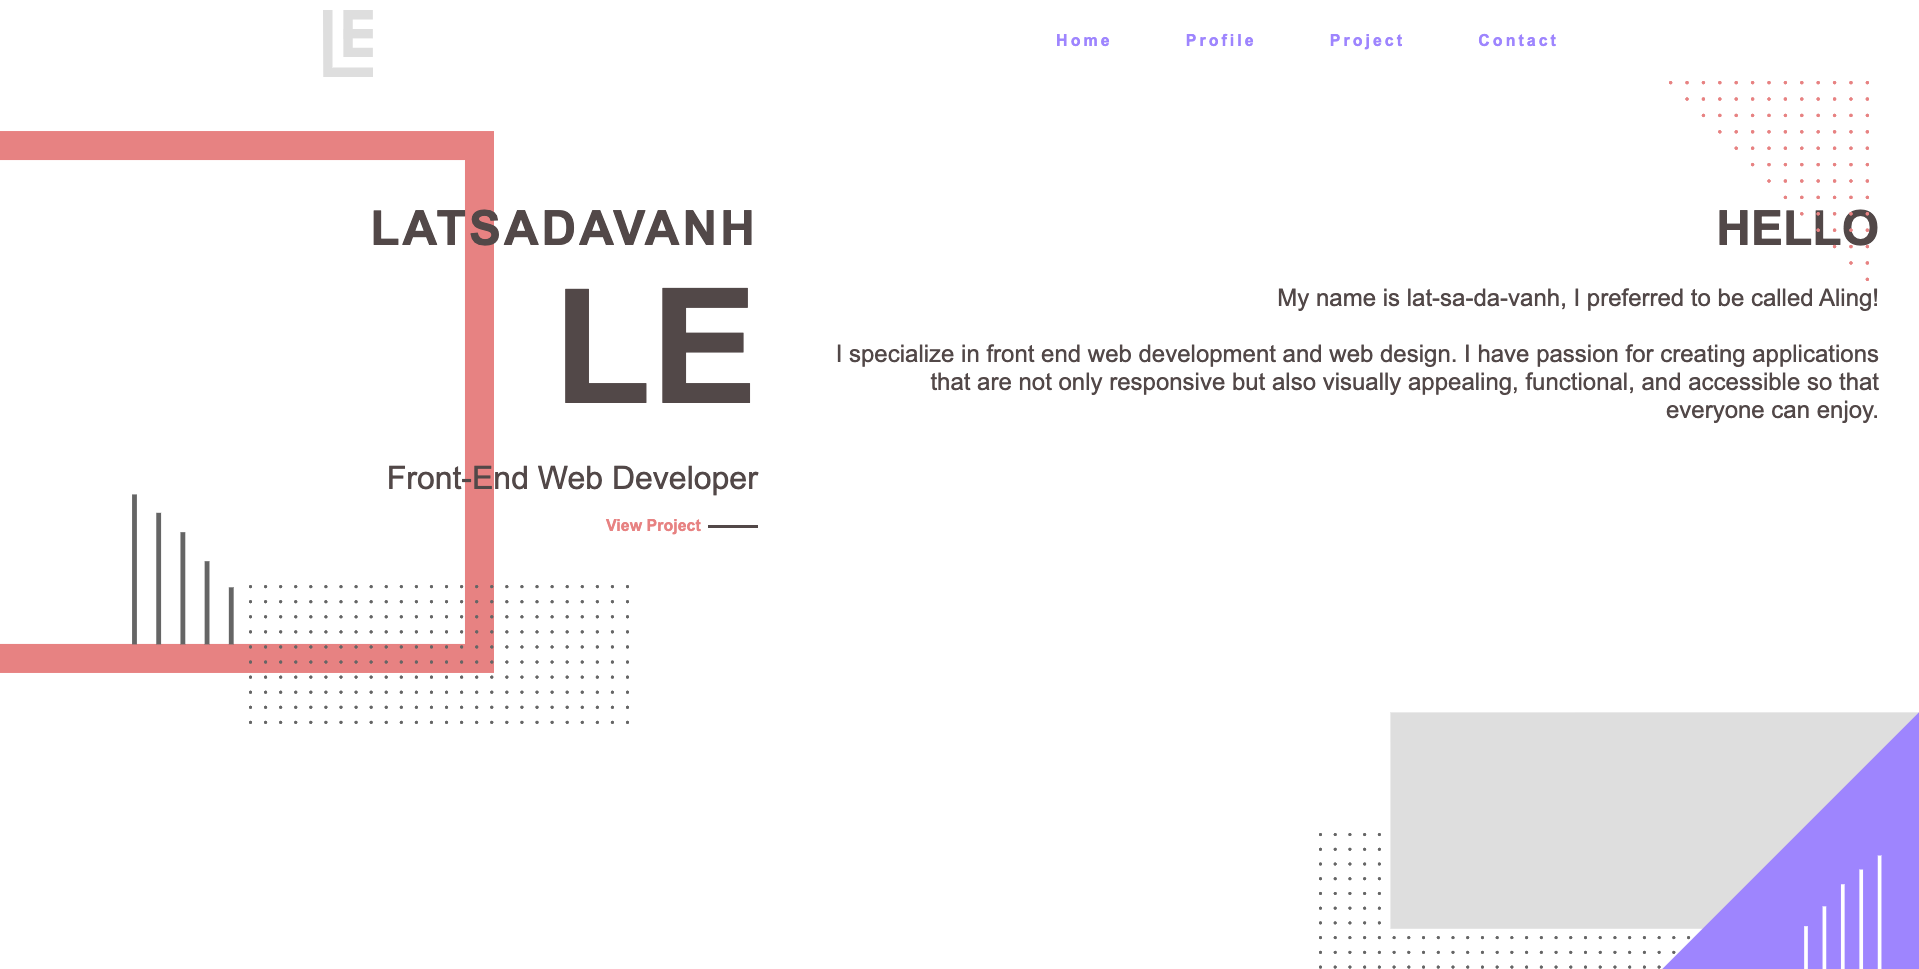 LE
Home Profile Project Contact
LATSADAVANH
LE
Front-End Web Developer
View Project
HELLO
My name is lat-sa-da-vanh, I preferred to be called Aling!
I specialize in front end web development and web design. I have passion for creating applications
that are not only responsive but also visually appealing, functional, and accessible so that
everyone can enjoy.